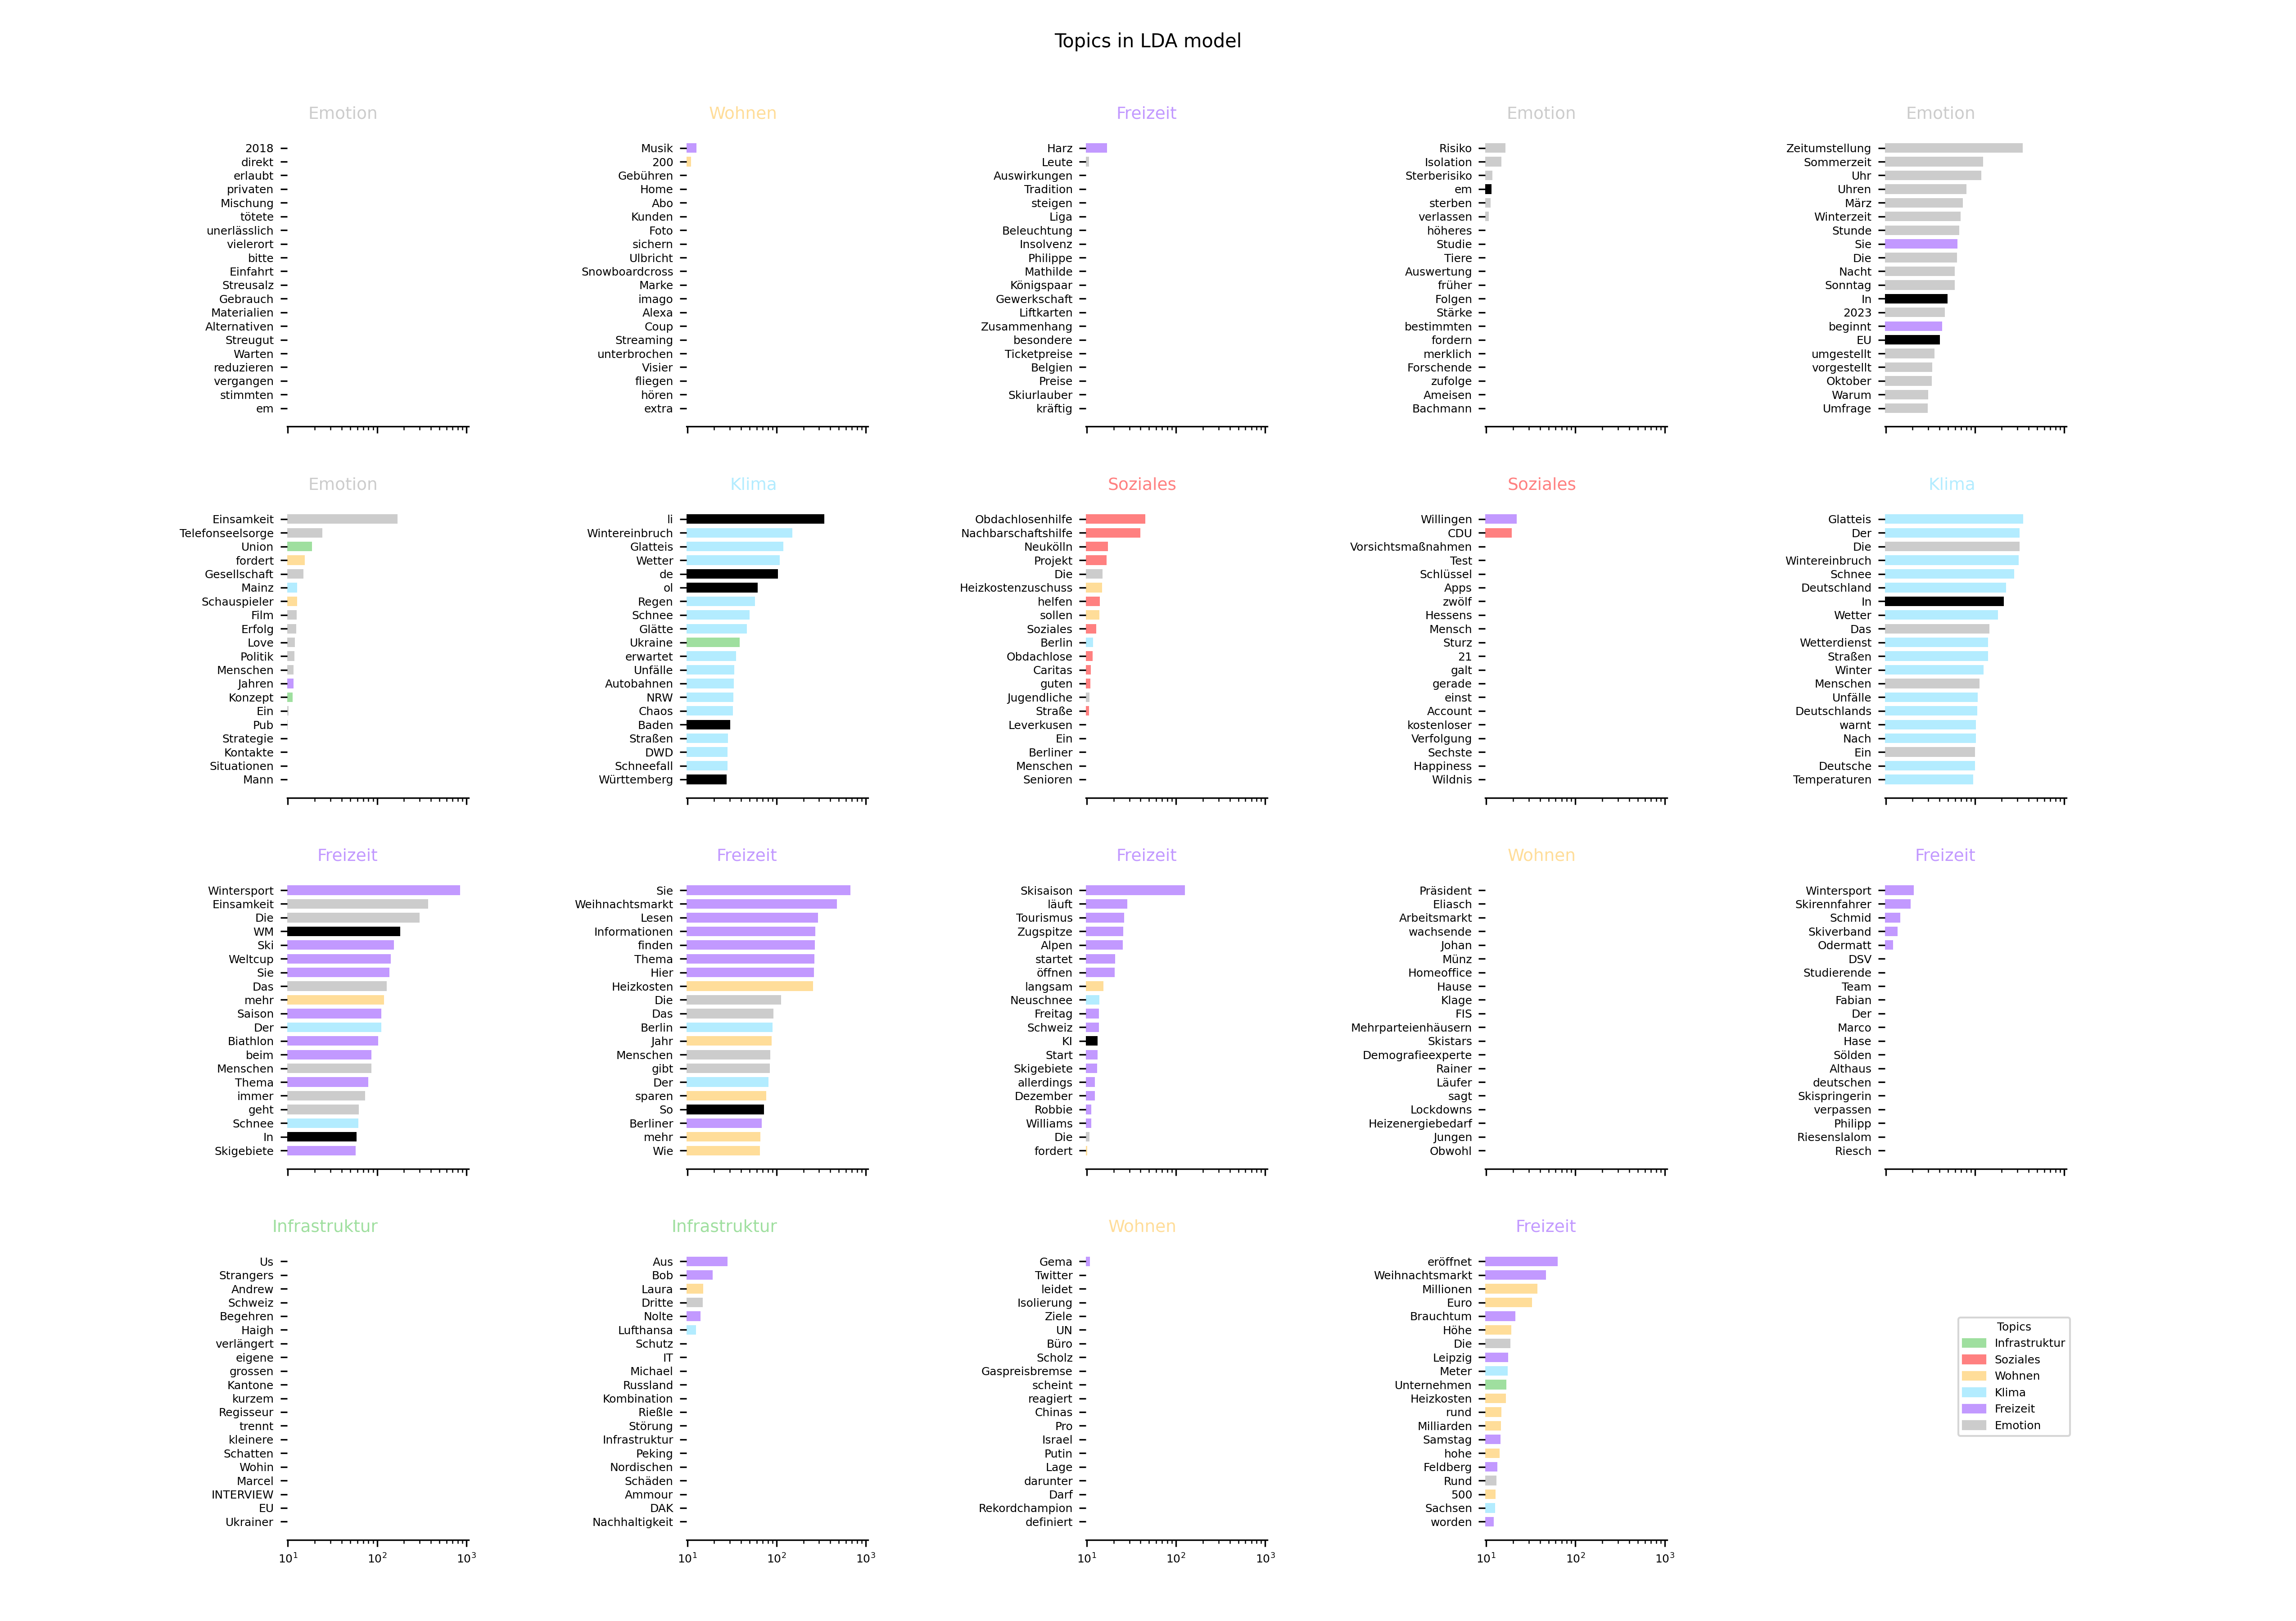 Topics in LDA model
Emotion
2018
direkt
erlaubt
privaten
Mischung
tötete
unerlässlich
vielerort
bitte
Einfahrt
Streusalz
Gebrauch
Materialien
Alternativen
Streugut
Warten
reduzieren
vergangen
stimmten
em
Wohnen
Musik
200
Gebühren
Home
Abo
Kunden
Foto
sichern
Ulbricht
Snowboardcross
Marke
imago
Alexa
Coup
Streaming
unterbrochen
Visier
fliegen
hören
extra
Freizeit
Harz
Leute
Auswirkungen
Tradition
steigen
Liga
Beleuchtung
Insolvenz
Philippe
Mathilde
Königspaar
Gewerkschaft
Liftkarten
Zusammenhang
besondere
Ticketpreise
Belgien
Preise
Skiurlauber
kräftig
Emotion
Risiko
Isolation
Sterberisiko
em
sterben
verlassen
höheres
Studie
Tiere
Auswertung
früher
Folgen
Stärke
bestimmten
fordern
merklich
Forschende
zufolge
Ameisen
Bachmann
Emotion
Zeitumstellung
Sommerzeit
Uhr
Uhren
März
Winterzeit
Stunde
Sie
Die
Nacht
Sonntag
In
2023
beginnt
EU
umgestellt
vorgestellt
Oktober
Warum
Umfrage
Emotion
Einsamkeit
Telefonseelsorge
Union
fordert
Gesellschaft
Mainz
Schauspieler
Film
Erfolg
Love
Politik
Menschen
Jahren
Konzept
Ein
Pub
Strategie
Kontakte
Situationen
Mann
Klima
li
Wintereinbruch
Glatteis
Wetter
de
ol
Regen
Schnee
Glätte
Ukraine
erwartet
Unfälle
Autobahnen
NRW
Chaos
Baden
Straßen
DWD
Schneefall
Württemberg
Soziales
Obdachlosenhilfe
Nachbarschaftshilfe
Neukölln
Projekt
Die
Heizkostenzuschuss
helfen
sollen
Soziales
Berlin
Obdachlose
Caritas
guten
Jugendliche
Straße
Leverkusen
Ein
Berliner
Menschen
Senioren
Soziales
Willingen
CDU
Vorsichtsmaßnahmen
Test
Schlüssel
Apps
zwölf
Hessens
Mensch
Sturz
21
galt
gerade
einst
Account
kostenloser
Verfolgung
Sechste
Happiness
Wildnis
Klima
Glatteis
Der
Die
Wintereinbruch
Schnee
Deutschland
In
Wetter
Das
Wetterdienst
Straßen
Winter
Menschen
Unfälle
Deutschlands
warnt
Nach
Ein
Deutsche
Temperaturen
Freizeit
Wintersport
Einsamkeit
Die
WM
Ski
Weltcup
Sie
Das
mehr
Saison
Der
Biathlon
beim
Menschen
Thema
immer
geht
Schnee
In
Skigebiete
Freizeit
Sie
Weihnachtsmarkt
Lesen
Informationen
finden
Thema
Hier
Heizkosten
Die
Das
Berlin
Jahr
Menschen
gibt
Der
sparen
So
Berliner
mehr
Wie
Freizeit
Skisaison
läuft
Tourismus
Zugspitze
Alpen
startet
öffnen
langsam
Neuschnee
Freitag
Schweiz
KI
Start
Skigebiete
allerdings
Dezember
Robbie
Williams
Die
fordert
Wohnen
Präsident
Eliasch
Arbeitsmarkt
wachsende
Johan
Münz
Homeoffice
Hause
Klage
FIS
Mehrparteienhäusern
Skistars
Demografieexperte
Rainer
Läufer
sagt
Lockdowns
Heizenergiebedarf
Jungen
Obwohl
Freizeit
Wintersport
Skirennfahrer
Schmid
Skiverband
Odermatt
DSV
Studierende
Team
Fabian
Der
Marco
Hase
Sölden
Althaus
deutschen
Skispringerin
verpassen
Philipp
Riesenslalom
Riesch
Infrastruktur
Us
Strangers
Andrew
Schweiz
Begehren
Haigh
verlängert
eigene
grossen
Kantone
kurzem
Regisseur
trennt
kleinere
Schatten
Wohin
Marcel
INTERVIEW
EU
Ukrainer
10¹ 10² 10³
Infrastruktur
Aus
Bob
Laura
Dritte
Nolte
Lufthansa
Schutz
IT
Michael
Russland
Kombination
Rießle
Störung
Infrastruktur
Peking
Nordischen
Schäden
Ammour
DAK
Nachhaltigkeit
10¹ 10² 10³
Wohnen
Gema
Twitter
leidet
Isolierung
Ziele
UN
Büro
Scholz
Gaspreisbremse
scheint
reagiert
Chinas
Pro
Israel
Putin
Lage
darunter
Darf
Rekordchampion
definiert
10¹ 10² 10³
Freizeit
eröffnet
Weihnachtsmarkt
Millionen
Euro
Brauchtum
Höhe
Die
Leipzig
Meter
Unternehmen
Heizkosten
rund
Milliarden
Samstag
hohe
Feldberg
Rund
500
Sachsen
worden
10¹ 10² 10³
Topics
Infrastruktur
Soziales
Wohnen
Klima
Freizeit
Emotion